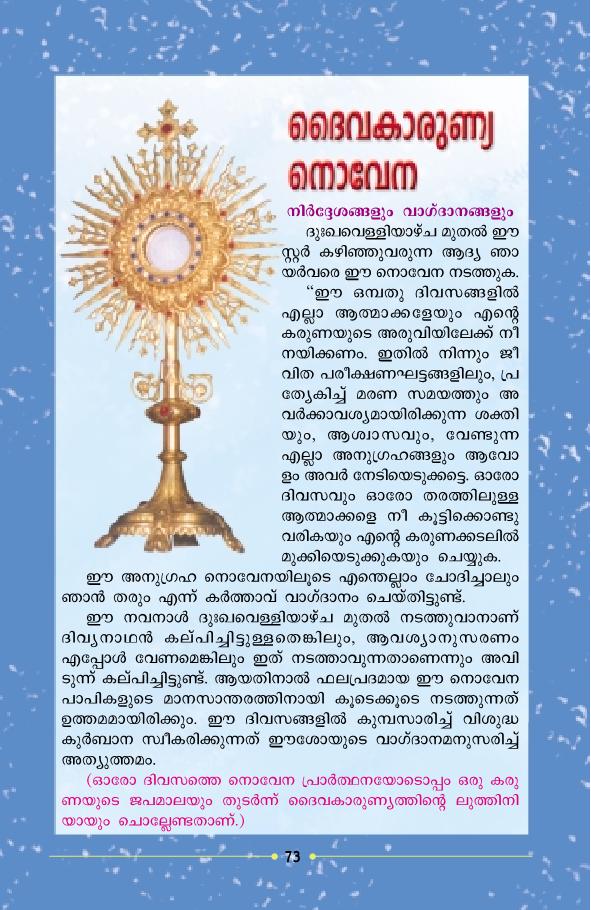 ദൈവകാരുണ്യ
നൊവേന
നിർദ്ദേശങ്ങളും വാഗ്ദാനങ്ങളും
ദുഃഖവെള്ളിയാഴ്ച മുതൽ ഈ
സ്റ്റർ കഴിഞ്ഞുവരുന്ന ആദ്യ ഞാ
യർവരെ ഈ നൊവേന നടത്തുക.
“ഈ ഒമ്പതു ദിവസങ്ങളിൽ
എല്ലാ ആത്മാക്കളേയും എന്റെ
കരുണയുടെ അരുവിയിലേക്ക് നീ
നയിക്കണം. ഇതിൽ നിന്നും ജീ
വിത പരീക്ഷണഘട്ടങ്ങളിലും, പ്ര
ത്യേകിച്ച് മരണ സമയത്തും അ
വർക്കാവശ്യമായിരിക്കുന്ന ശക്തി
യും, ആശ്വാസവും, വേണ്ടുന്ന
എല്ലാ അനുഗ്രഹങ്ങളും ആവോ
ളം അവർ നേടിയെടുക്കട്ടെ. ഓരോ
ദിവസവും ഓരോ തരത്തിലുള്ള
ആത്മാക്കളെ നീ കൂട്ടിക്കൊണ്ടു
വരികയും എന്റെ കരുണക്കടലിൽ
മുക്കിയെടുക്കുകയും ചെയ്യുക.
ഈ അനുഗ്രഹ നൊവേനയിലൂടെ എന്തെല്ലാം ചോദിച്ചാലും
ഞാൻ തരും എന്ന് കർത്താവ് വാഗ്ദാനം ചെയ്തിട്ടുണ്ട്.
ഈ നവനാൾ ദുഃഖവെള്ളിയാഴ്ച മുതൽ നടത്തുവാനാണ്
ദിവ്യനാഥൻ കല്പിച്ചിട്ടുള്ളതെങ്കിലും, ആവശ്യാനുസരണം
എപ്പോൾ വേണമെങ്കിലും ഇത് നടത്താവുന്നതാണെന്നും അവി
ടുന്ന് കല്പിച്ചിട്ടുണ്ട്. ആയതിനാൽ ഫലപ്രദമായ ഈ നൊവേന
പാപികളുടെ മാനസാന്തരത്തിനായി കൂടെക്കൂടെ നടത്തുന്നത്
ഉത്തമമായിരിക്കും. ഈ ദിവസങ്ങളിൽ കുമ്പസാരിച്ച് വിശുദ്ധ
കുർബാന സ്വീകരിക്കുന്നത് ഈശോയുടെ വാഗ്ദാനമനുസരിച്ച്
അത്യുത്തമം.
(ഓരോ ദിവസത്തെ നൊവേന പ്രാർത്ഥനയോടൊപ്പം ഒരു കരു
ണയുടെ ജപമാലയും തുടർന്ന് ദൈവകാരുണ്യത്തിന്റെ ലുത്തിനി
യായും ചൊല്ലേണ്ടതാണ്.)
73